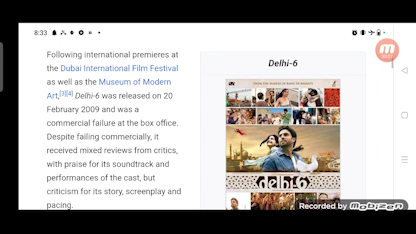 8:33
Following international premieres at
the Dubai International Film Festival
as well as the Museum of Modern
Art,[3][4] Delhi-6 was released on 20
February 2009 and was a
commercial failure at the box office.
Despite failing commercially, it
received mixed reviews from critics,
with praise for its soundtrack and
performances of the cast, but
criticism for its story, screenplay and
pacing.
Delhi-6
delhi-6
Recorded by Mobizen